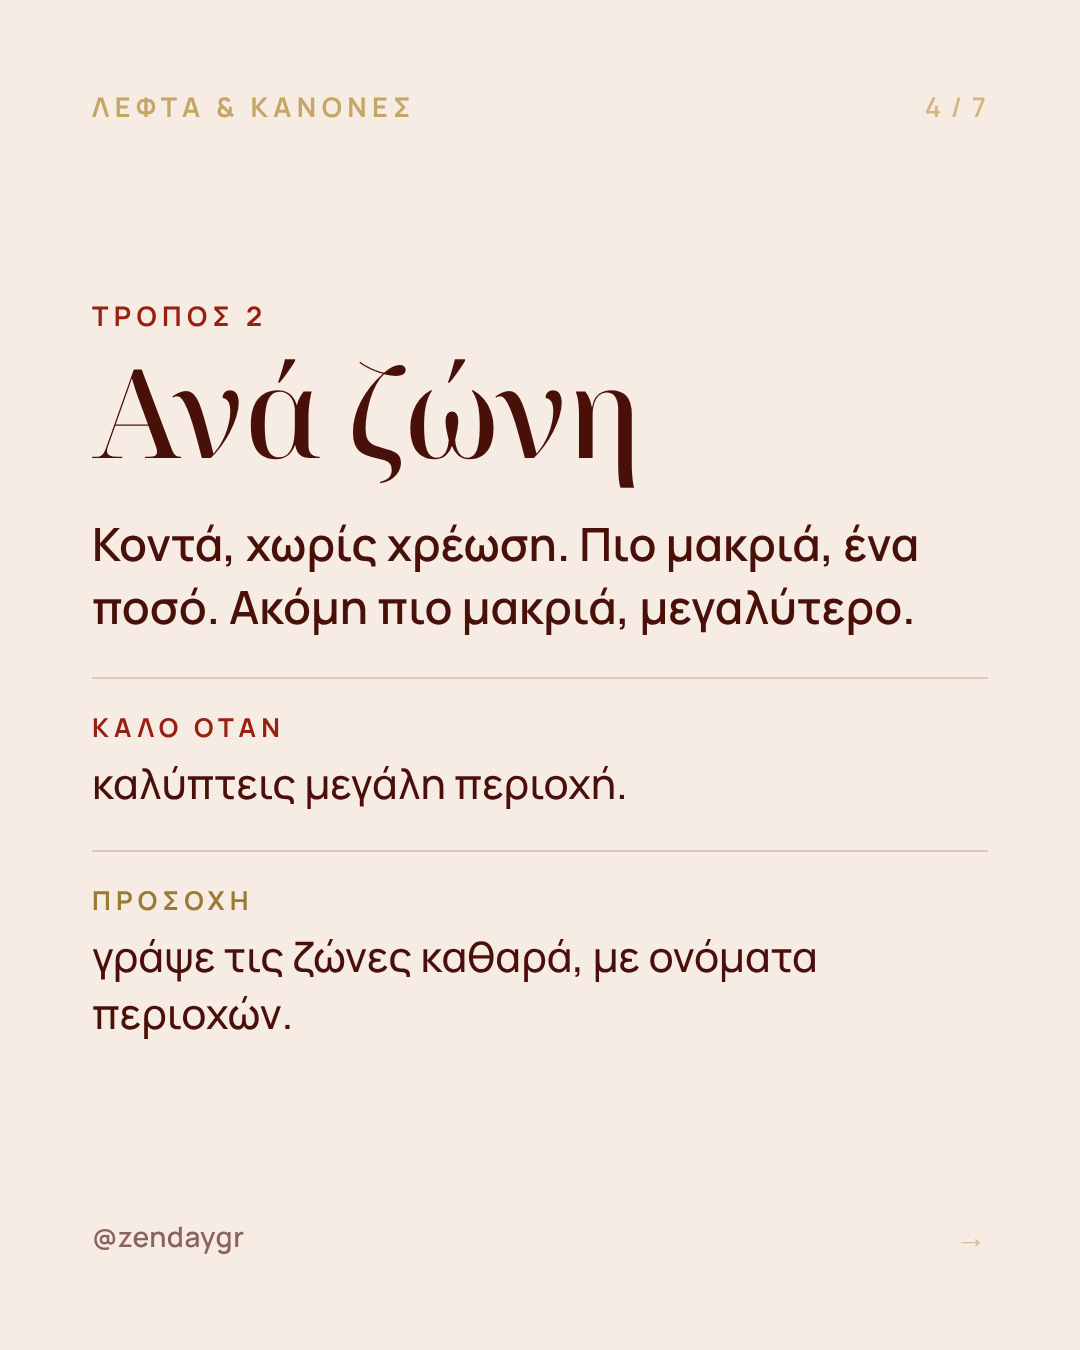 ΛΕΦΤΑ & ΚΑΝΟΝΕΣ
4 / 7
ΤΡΟΠΟΣ 2
Ανά ζώνη
Κοντά, χωρίς χρέωση. Πιο μακριά, ένα
ποσό. Ακόμη πιο μακριά, μεγαλύτερο.
ΚΑΛΟ ΟΤΑΝ
καλύπτεις μεγάλη περιοχή.
ΠΡΟΣΟΧΗ
γράψε τις ζώνες καθαρά, με ονόματα
περιοχών.
@zendaygr
→